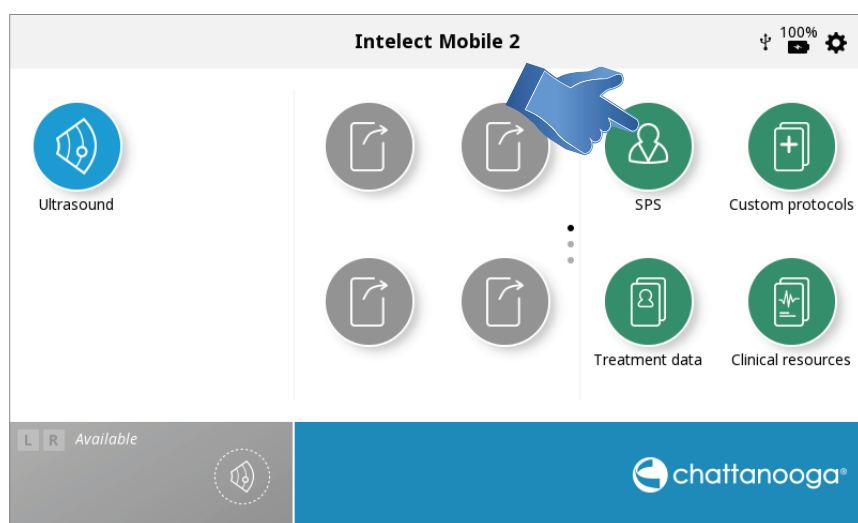 Intelect Mobile 2
100%
Ultrasound
SPS
Custom protocols
Treatment data
Clinical resources
L R Available
chattanooga®